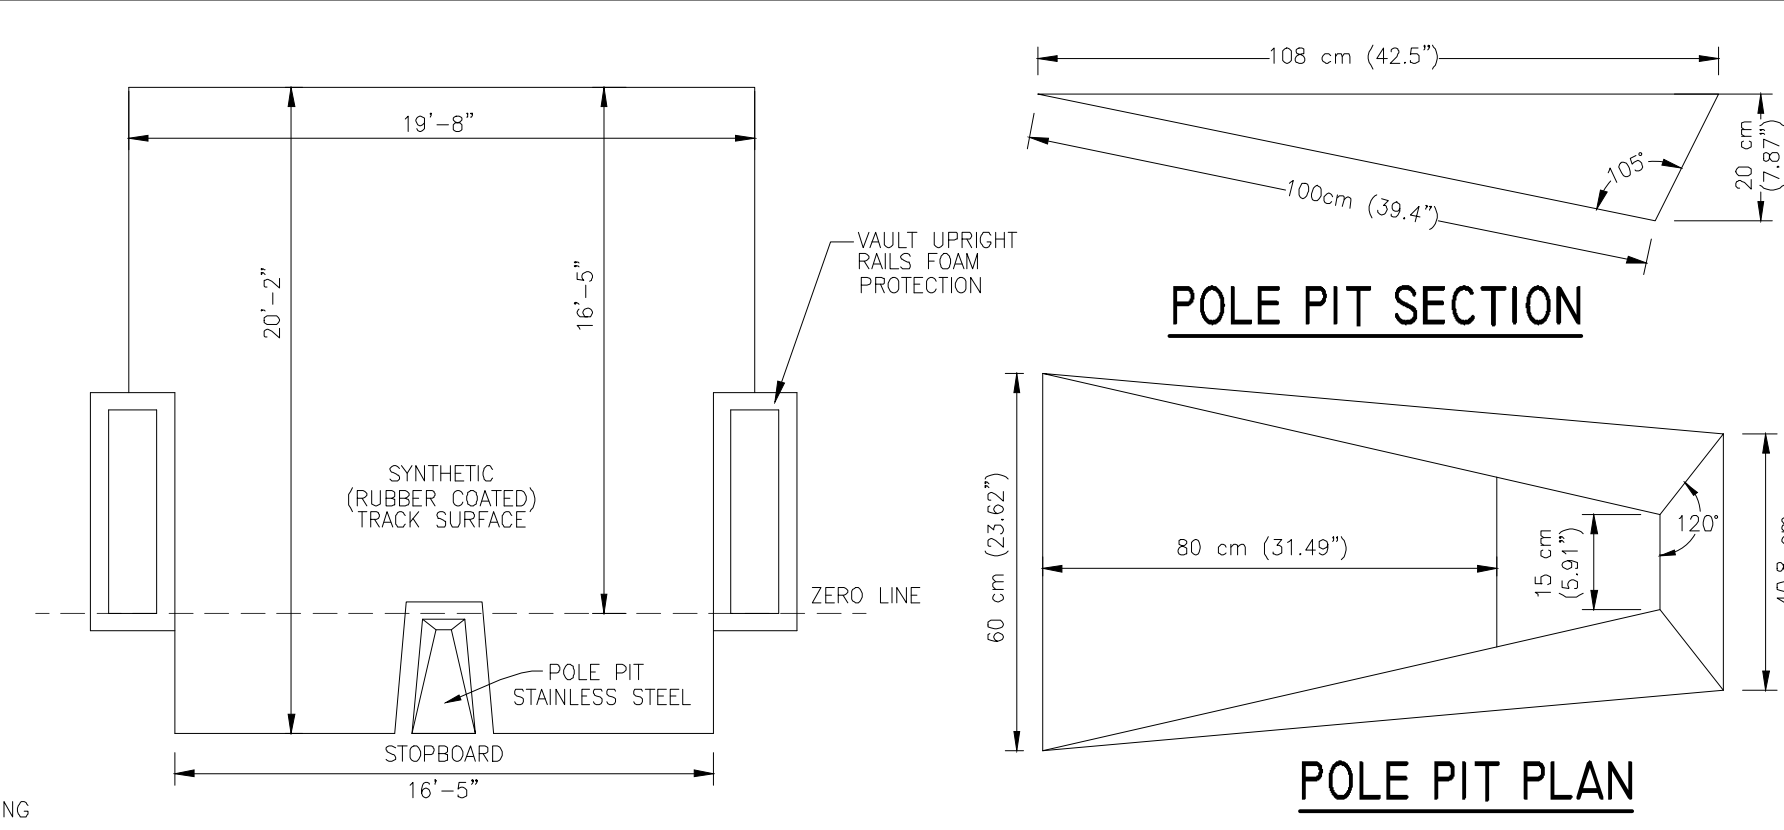 19'-8"
20'-2"
16'-5"
VAULT UPRIGHT
RAILS FOAM
PROTECTION
SYNTHETIC
(RUBBER COATED)
TRACK SURFACE
ZERO LINE
POLE PIT
STAINLESS STEEL
STOPBOARD
16'-5"
NG
108 cm (42.5")
100cm (39.4")
105°
20 cm
(7.87")
POLE PIT SECTION
60 cm (23.62")
80 cm (31.49")
15 cm
(5.91")
120°
POLE PIT PLAN